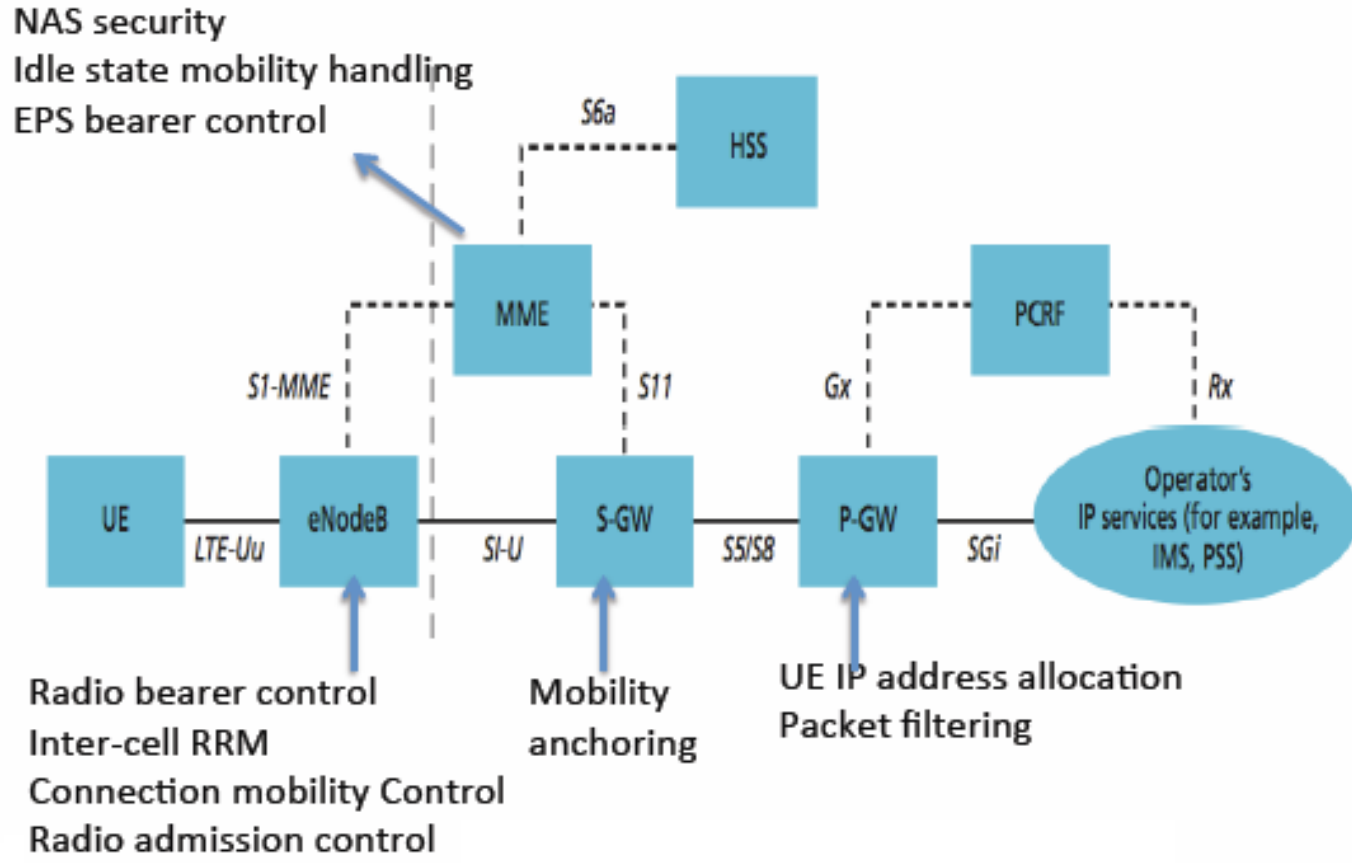 NAS security
Idle state mobility handling
EPS bearer control
S6a
HSS
MME
PCRF
S1-MME
S11
Gx
Rx
UE
eNodeB
S-GW
P-GW
Operator's
IP services (for example,
IMS, PSS)
LTE-Uu
SI-U
S5/S8
SGi
Radio bearer control
Inter-cell RRM
Connection mobility Control
Radio admission control
Mobility
anchoring
UE IP address allocation
Packet filtering